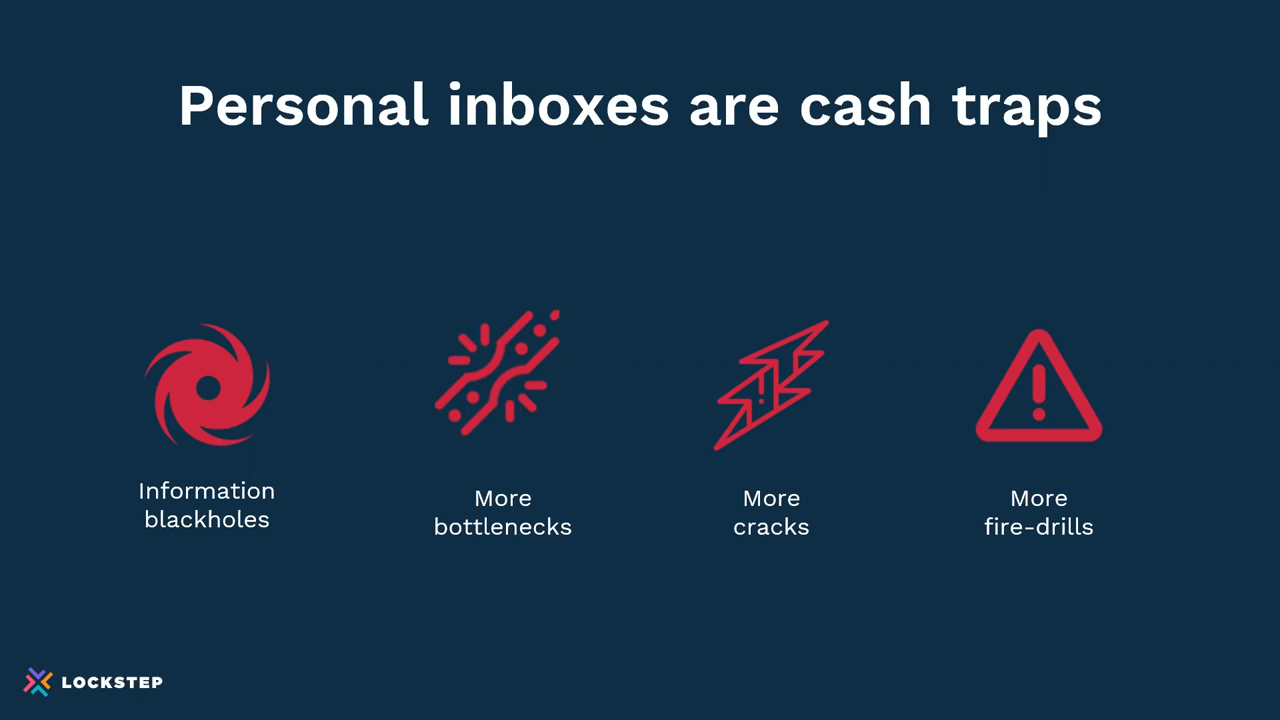 Personal inboxes are cash traps
Information
blackholes
More
bottlenecks
More
cracks
More
fire-drills
LOCKSTEP